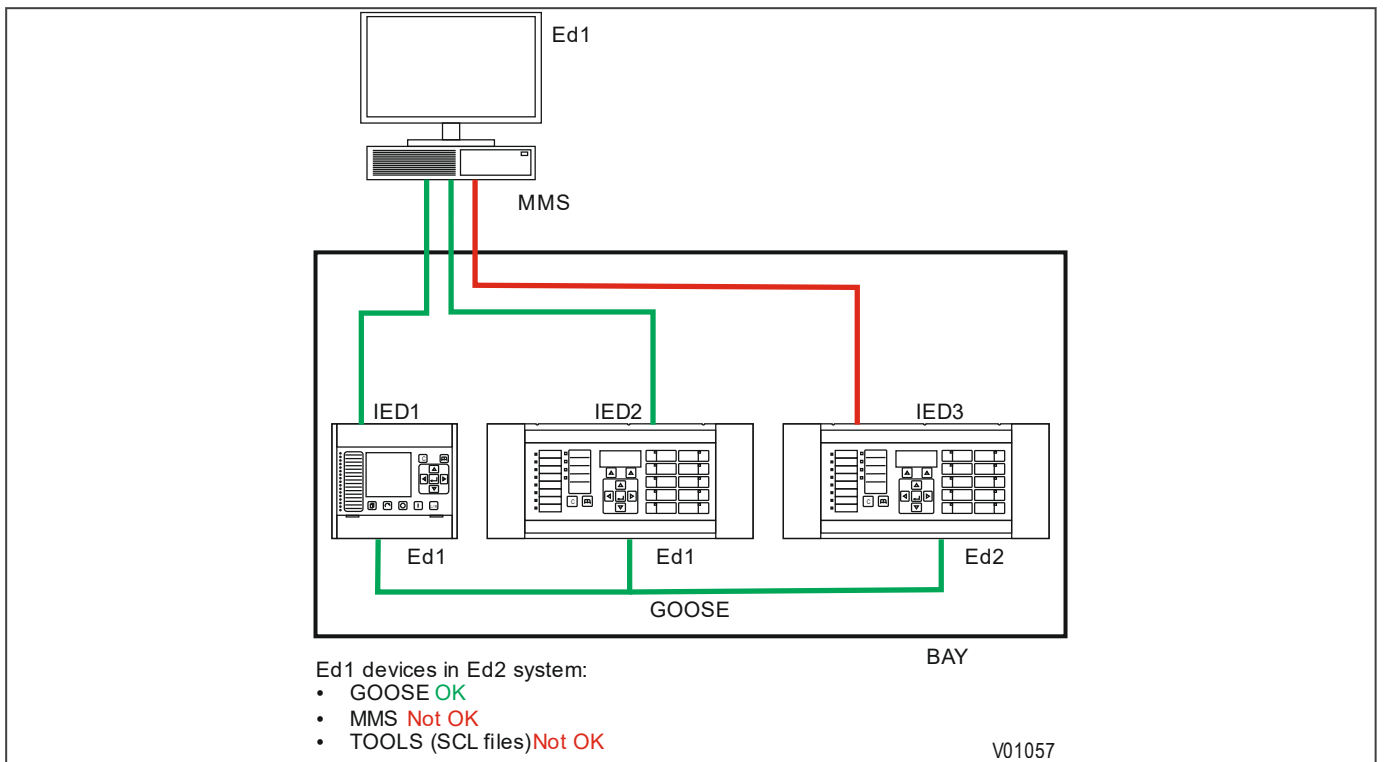 Ed1
MMS
IED1
IED2
IED3
Ed1
Ed1
Ed2
GOOSE
BAY
Ed1 devices in Ed2 system:
• GOOSE OK
• MMS Not OK
• TOOLS (SCL files)Not OK
V01057